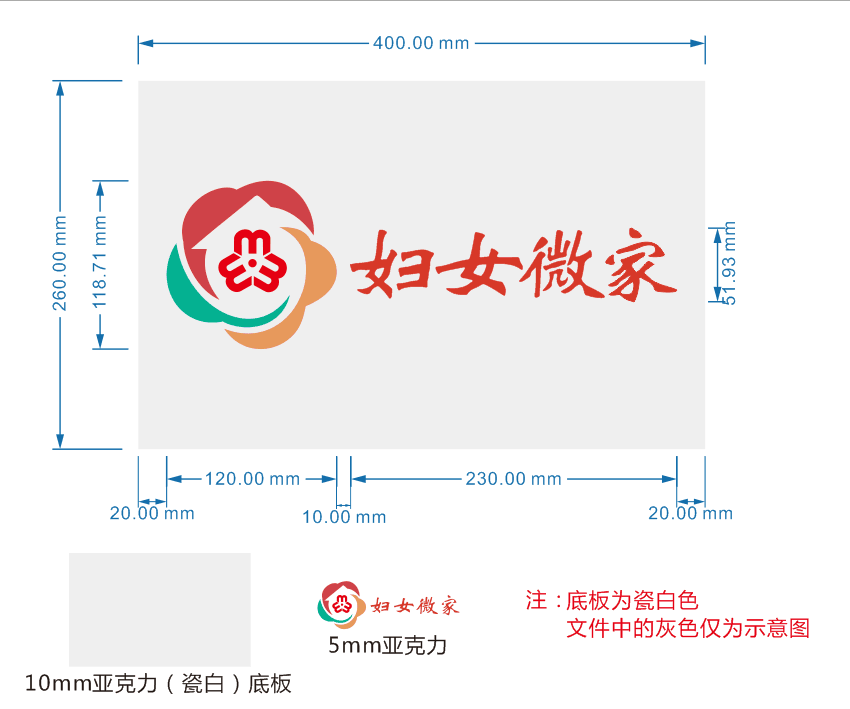 400.00 mm
260.00 mm
118.71 mm
妇女微家
51.93 mm
120.00 mm
230.00 mm
20.00 mm
10.00 mm
20.00 mm
妇女微家
5mm亚克力
10mm亚克力（瓷白）底板
注：底板为瓷白色
文件中的灰色仅为示意图